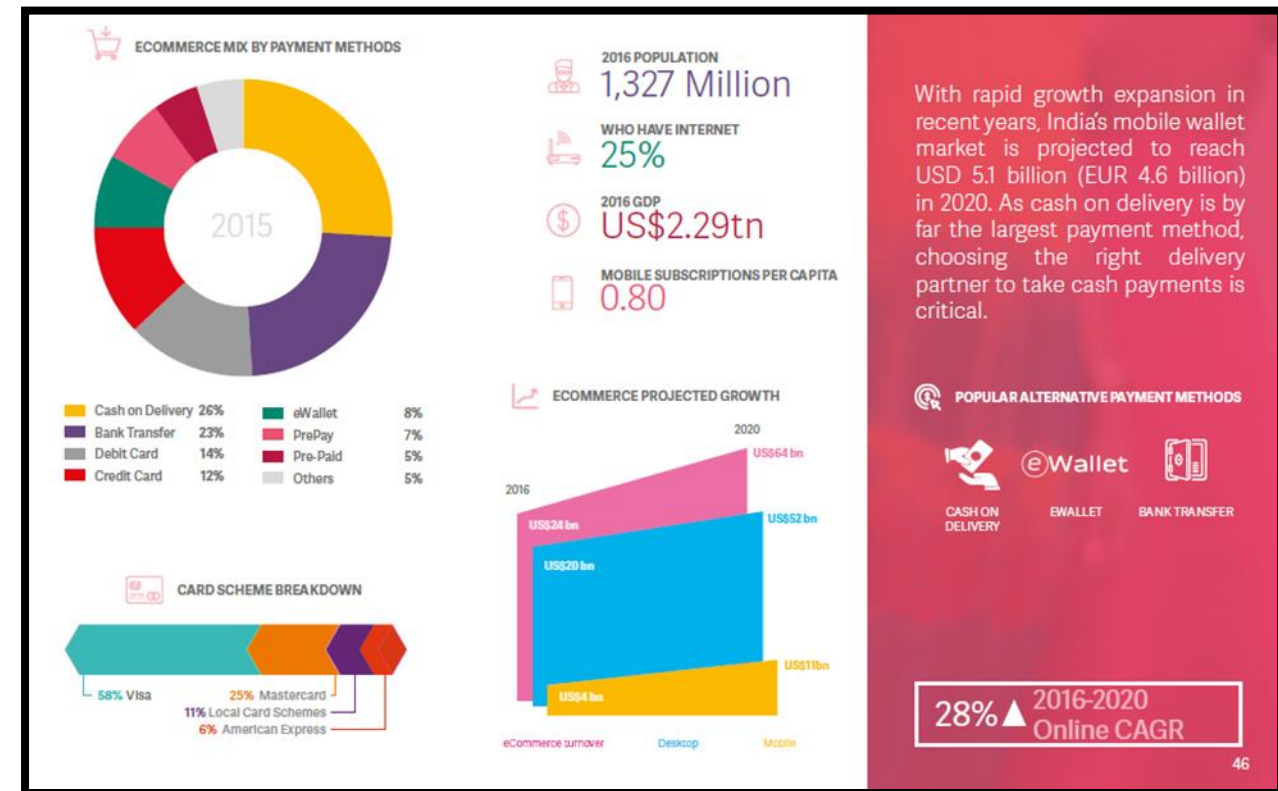 ECOMMERCE MIX BY PAYMENT METHODS
2015
Cash on Delivery 26%
Bank Transfer 23%
Debit Card 14%
Credit Card 12%
eWallet 8%
PrePay 7%
Pre-Paid 5%
Others 5%
CARD SCHEME BREAKDOWN
58% Visa
25% Mastercard
11% Local Card Schemes
6% American Express
2016 POPULATION
1,327 Million
WHO HAVE INTERNET
25%
2016 GDP
US$2.29tn
MOBILE SUBSCRIPTIONS PER CAPITA
0.80
ECOMMERCE PROJECTED GROWTH
2020
US$64 bn
2016
US$24 bn
US$52 bn
US$20 bn
US$11bn
US$4 bn
eCommerce turnover
Desktop
Mobile
With rapid growth expansion in
recent years, India's mobile wallet
market is projected to reach
USD 5.1 billion (EUR 4.6 billion)
in 2020. As cash on delivery is by
far the largest payment method,
choosing the right delivery
partner to take cash payments is
critical.
POPULAR ALTERNATIVE PAYMENT METHODS
eWallet
CASH ON
DELIVERY
EWALLET
BANK TRANSFER
28% ▲ 2016-2020
Online CAGR
46